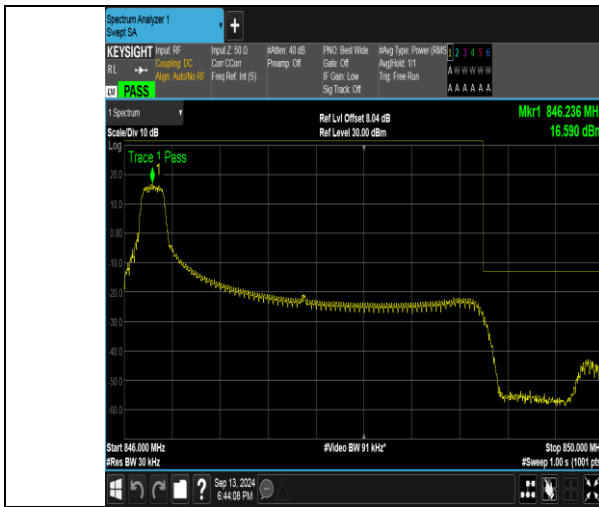 Spectrum Analyzer 1
Swept SA
KEYSIGHT Input: RF Input Z: 50 Ω #Atten: 40 dB PNO: Best Wide #Avg Type: Power (RMS 1 2 3 4 5 6
RL Coupling: DC Corr CCorr Preamp: Off Gate: Off Avg|Hold: 1/1 A W W W W W
Align: Auto/No RF Freq Ref: Int (S) IF Gain: Low Trig: Free Run
LXI PASS Sig Track: Off A A A A A A
1 Spectrum Ref Lvl Offset 8.04 dB Mkr1 846.236 MH
Scale/Div 10 dB Ref Level 30.00 dBm 16.590 dBm
Log Trace 1 Pass
1
20.0
10.0
0.00
-10.0
-20.0
-30.0
-40.0
-50.0
-60.0
Start 846.000 MHz #Video BW 91 kHz* Stop 850.000 MH
#Res BW 30 kHz #Sweep 1.00 s (1001 pts
? Sep 13, 2024
6:44:08 PM